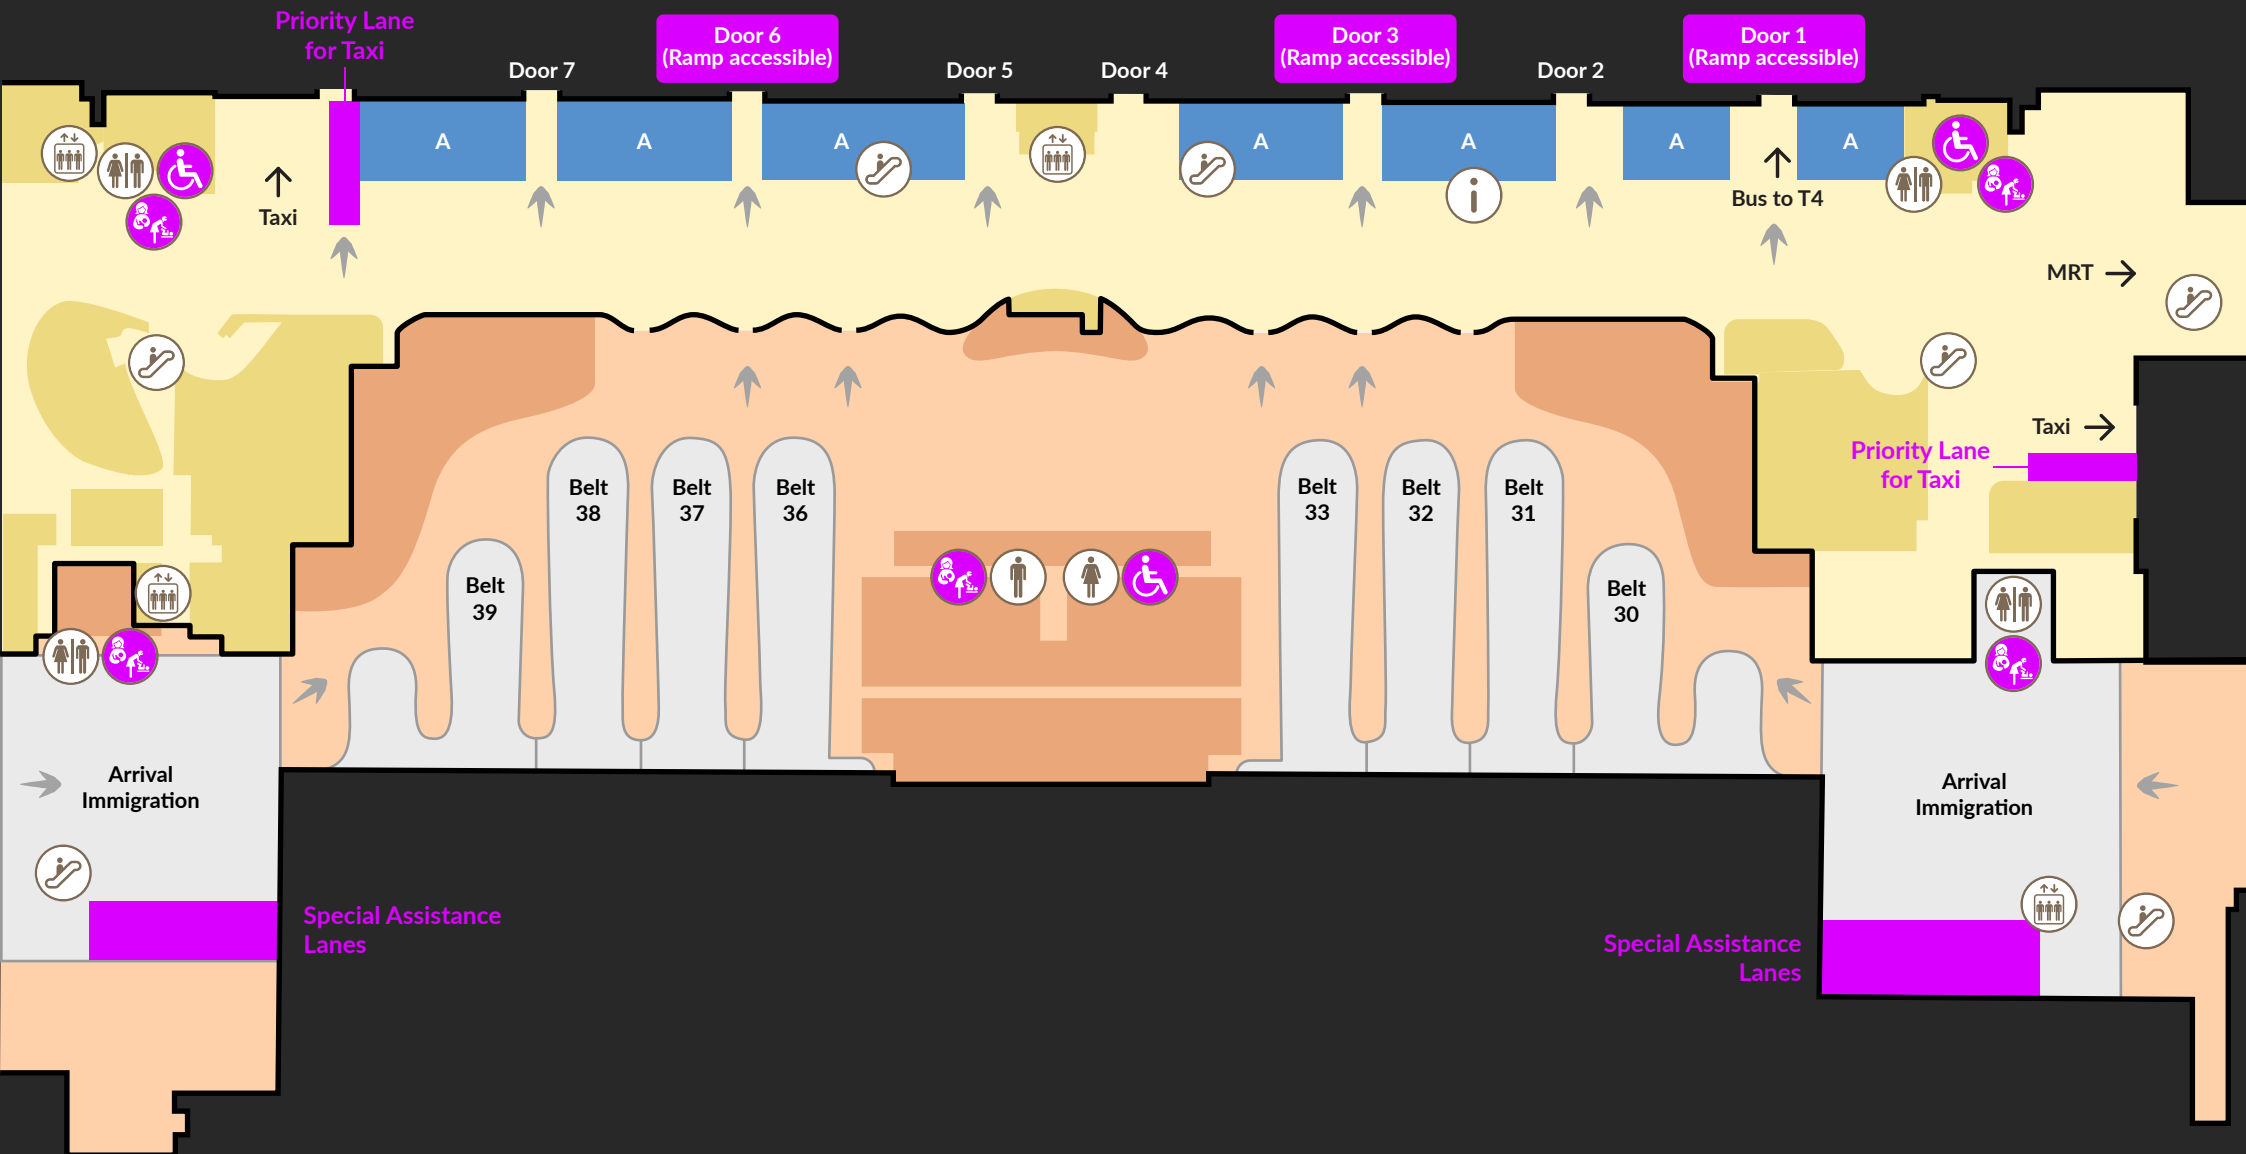 Priority Lane
for Taxi
Door 7
Door 6
(Ramp accessible)
Door 5
Door 4
Door 3
(Ramp accessible)
Door 2
Door 1
(Ramp accessible)
A
A
A
A
A
A
A
i
Taxi
Bus to T4
MRT
Taxi
Priority Lane
for Taxi
Belt
39
Belt
38
Belt
37
Belt
36
Belt
33
Belt
32
Belt
31
Belt
30
Arrival
Immigration
Arrival
Immigration
Special Assistance
Lanes
Special Assistance
Lanes